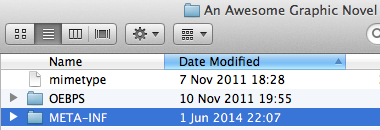 An Awesome Graphic Novel
Name Date Modified
mimetype 7 Nov 2011 18:28
OEBPS 10 Nov 2011 19:55
META-INF 1 Jun 2014 22:07